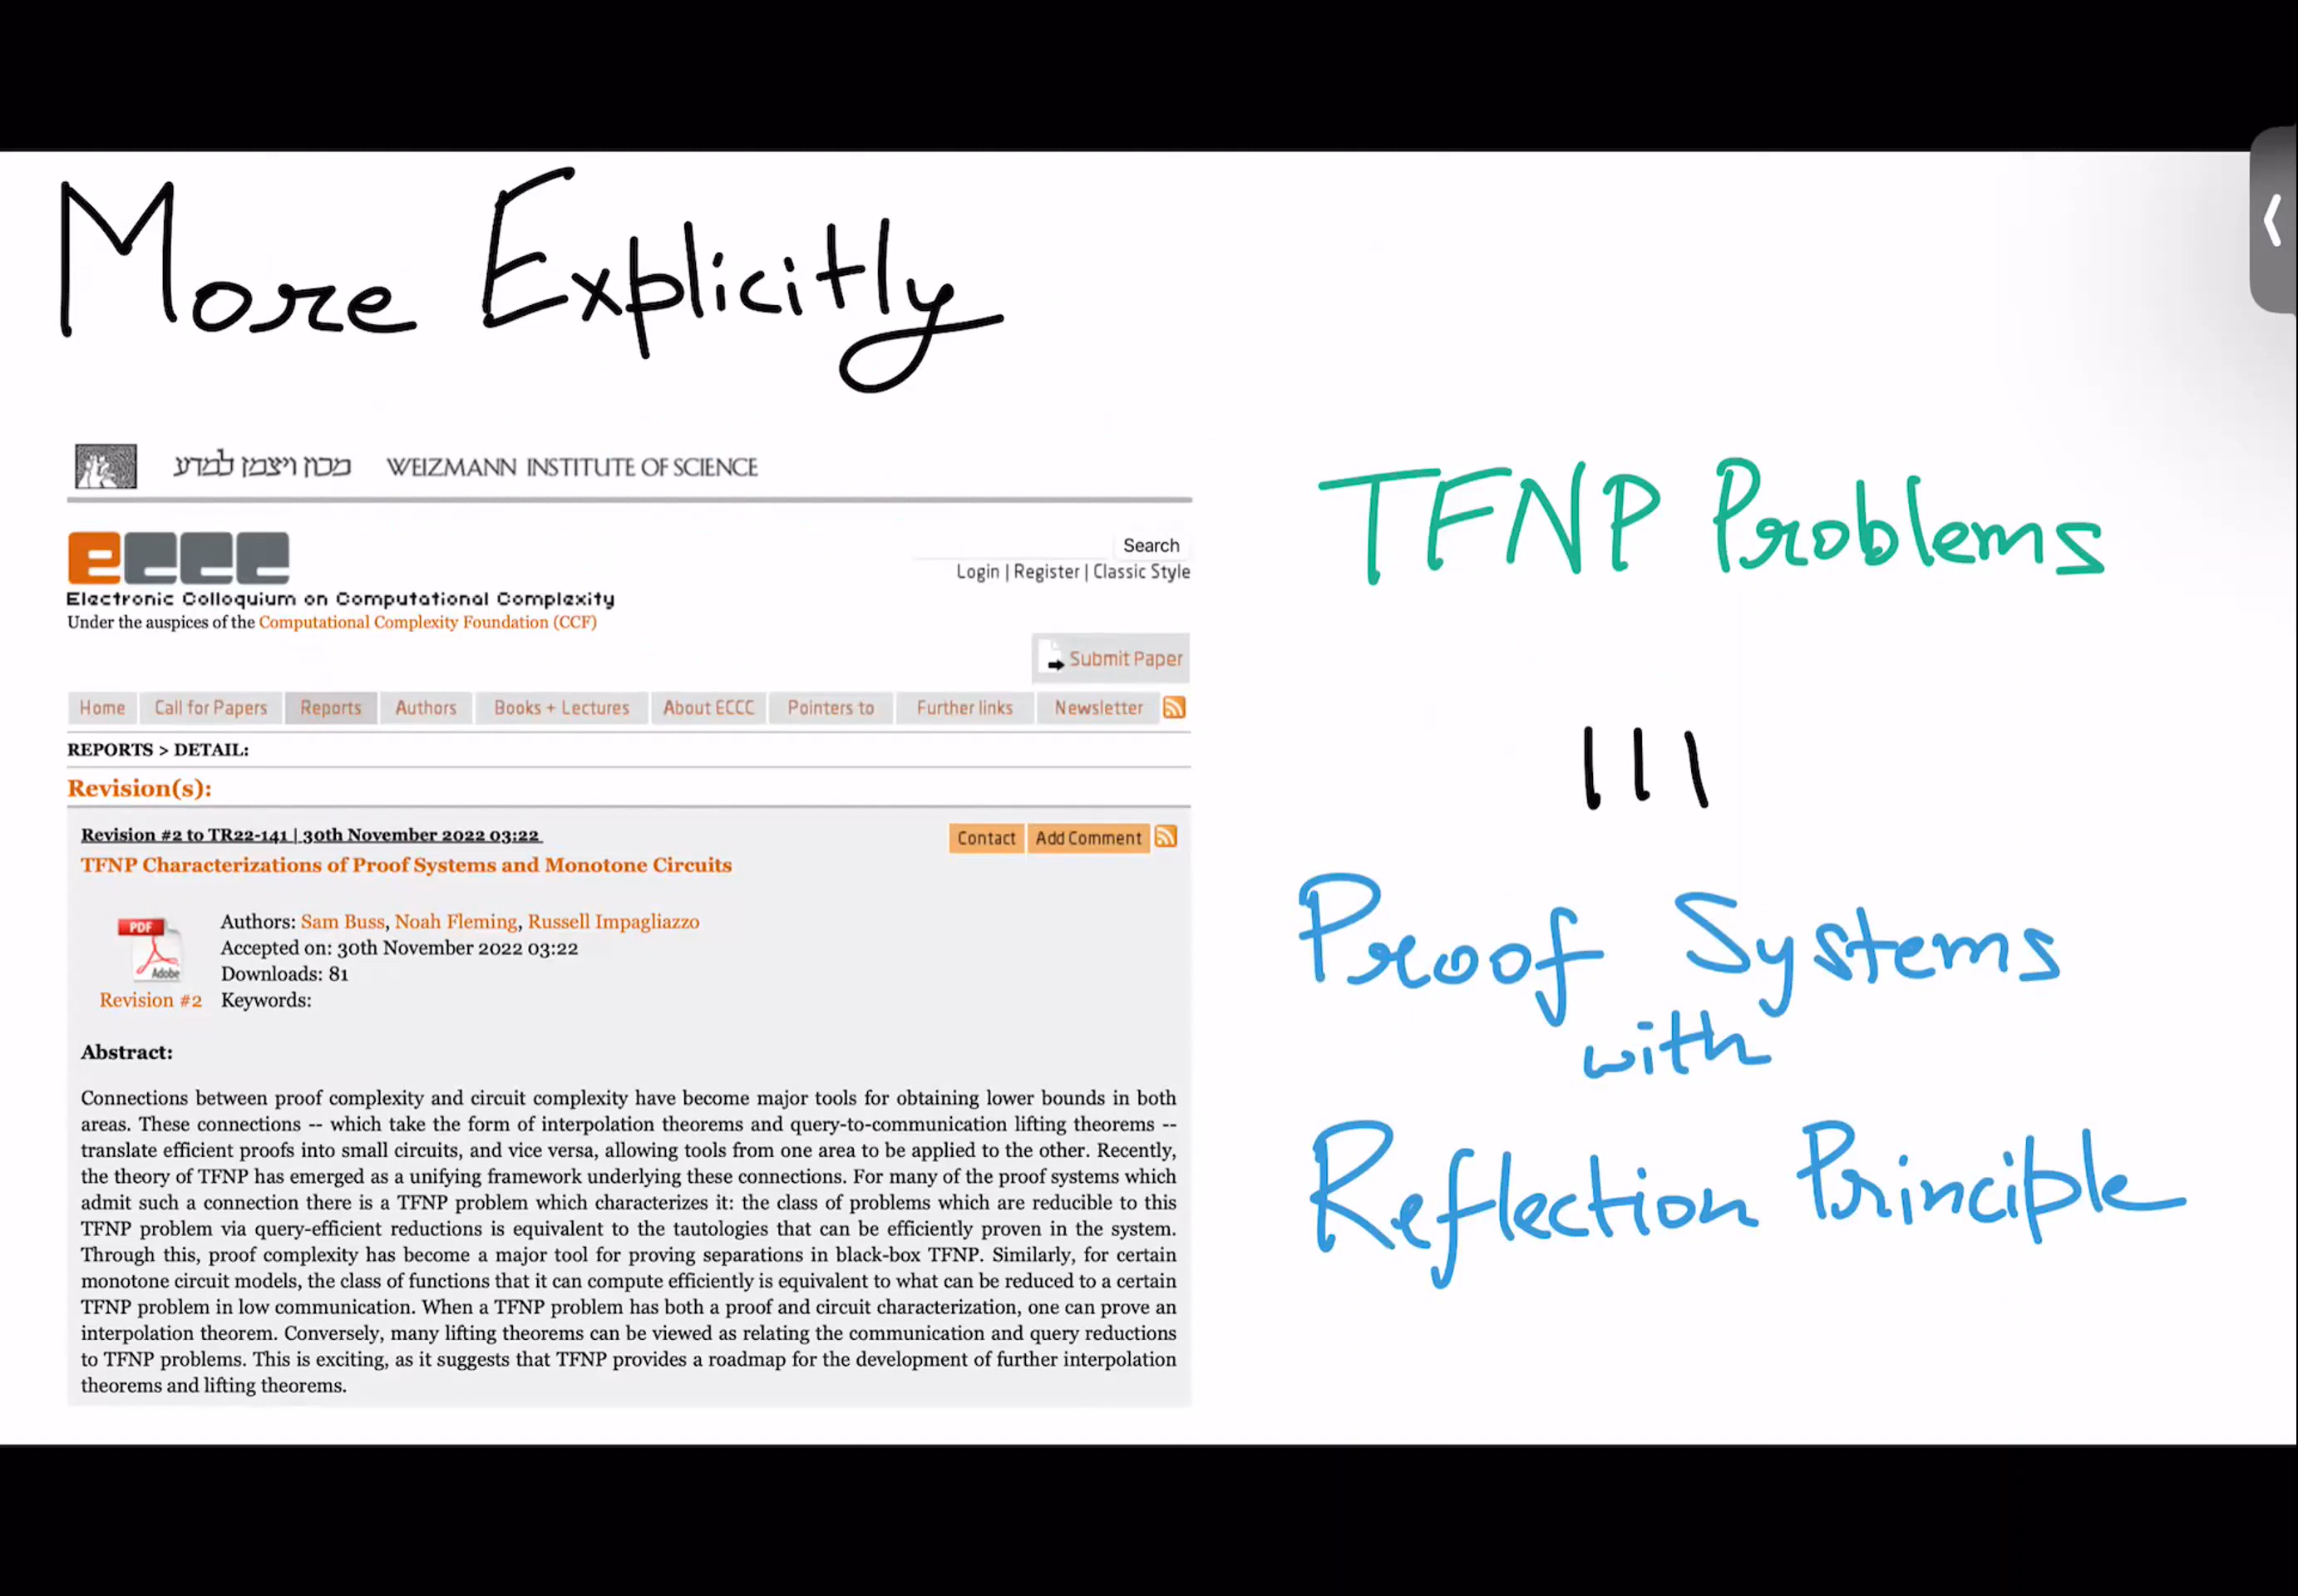 More Explicitly
מכון ויצמן למדע WEIZMANN INSTITUTE OF SCIENCE
eccc
Search
Login | Register | Classic Style
Electronic Colloquium on Computational Complexity
Under the auspices of the Computational Complexity Foundation (CCF)
Submit Paper
Home Call for Papers Reports Authors Books + Lectures About ECCC Pointers to Further links Newsletter
REPORTS > DETAIL:
Revision(s):
Revision #2 to TR22-141 | 30th November 2022 03:22
Contact Add Comment
TFNP Characterizations of Proof Systems and Monotone Circuits
PDF
Adobe
Revision #2
Authors: Sam Buss, Noah Fleming, Russell Impagliazzo
Accepted on: 30th November 2022 03:22
Downloads: 81
Keywords:
Abstract:
Connections between proof complexity and circuit complexity have become major tools for obtaining lower bounds in both
areas. These connections -- which take the form of interpolation theorems and query-to-communication lifting theorems --
translate efficient proofs into small circuits, and vice versa, allowing tools from one area to be applied to the other. Recently,
the theory of TFNP has emerged as a unifying framework underlying these connections. For many of the proof systems which
admit such a connection there is a TFNP problem which characterizes it: the class of problems which are reducible to this
TFNP problem via query-efficient reductions is equivalent to the tautologies that can be efficiently proven in the system.
Through this, proof complexity has become a major tool for proving separations in black-box TFNP. Similarly, for certain
monotone circuit models, the class of functions that it can compute efficiently is equivalent to what can be reduced to a certain
TFNP problem in low communication. When a TFNP problem has both a proof and circuit characterization, one can prove an
interpolation theorem. Conversely, many lifting theorems can be viewed as relating the communication and query reductions
to TFNP problems. This is exciting, as it suggests that TFNP provides a roadmap for the development of further interpolation
theorems and lifting theorems.
TFNP Problems
|||
Proof Systems
with
Reflection Principle